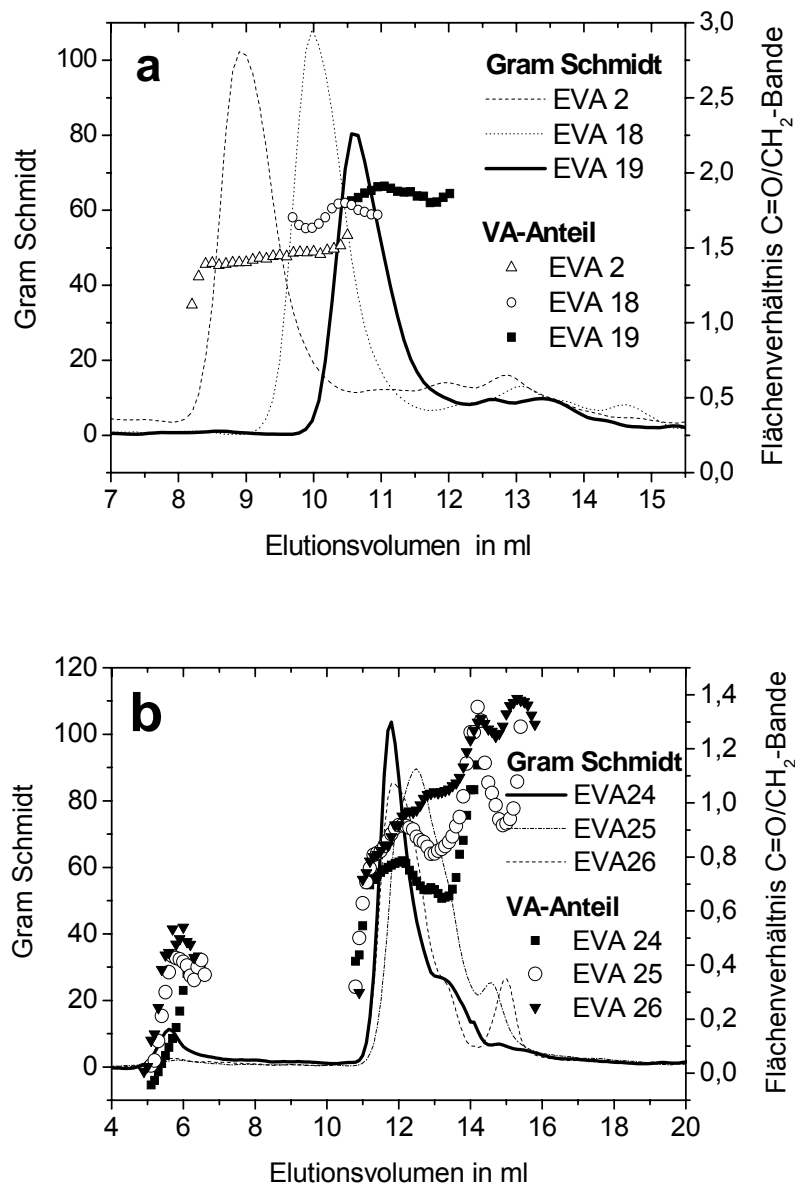 a
Gram Schmidt
EVA 2
EVA 18
EVA 19
VA-Anteil
EVA 2
EVA 18
EVA 19
100
80
60
40
20
0
Gram Schmidt
3,0
2,5
2,0
1,5
1,0
0,5
0,0
Flächenverhältnis C=O/CH₂-Bande
7 8 9 10 11 12 13 14 15
Elutionsvolumen in ml
b
Gram Schmidt
EVA24
EVA25
EVA26
VA-Anteil
EVA 24
EVA 25
EVA 26
120
100
80
60
40
20
0
Gram Schmidt
1,4
1,2
1,0
0,8
0,6
0,4
0,2
0,0
Flächenverhältnis C=O/CH₂-Bande
4 6 8 10 12 14 16 18 20
Elutionsvolumen in ml